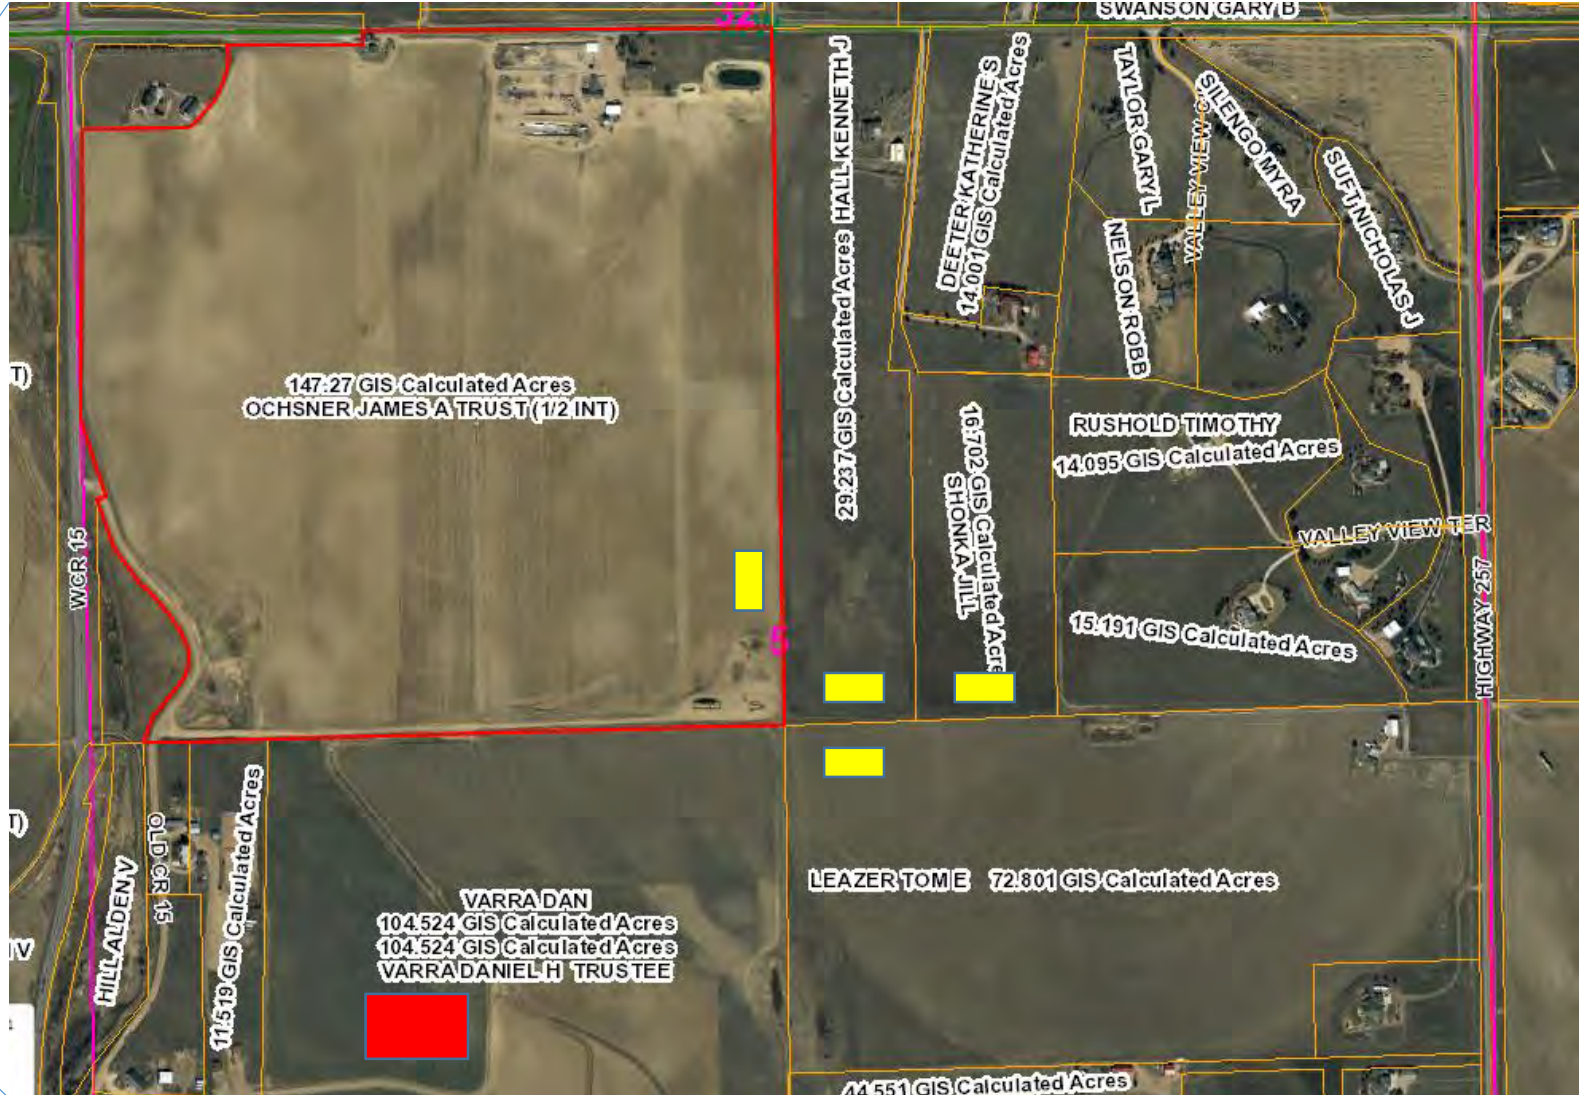 32
SWANSON GARY B
29.237 GIS Calculated Acres HALL KENNETH J
DEETER KATHERINE S
14.001 GIS Calculated Acres
TAYLOR GARY L
VALLEY VIEW
SILENGO MYRA
SUFT NICHOLAS J
NELSON ROBB
T)
147.27 GIS Calculated Acres
OCHSNER JAMES A TRUST (1/2 INT)
RUSHOLD TIMOTHY
14.095 GIS Calculated Acres
16.702 GIS Calculated Acre
SHONKA JILL
VALLEY VIEW TER
WCR 15
HIGHWAY 257
5
15.191 GIS Calculated Acres
T)
OLD CR 15
11.519 GIS Calculated Acres
HILL ALDEN V
IV
VARRA DAN
104.524 GIS Calculated Acres
104.524 GIS Calculated Acres
VARRA DANIEL H TRUSTEE
LEAZER TOM E 72.801 GIS Calculated Acres
44.551 GIS Calculated Acres